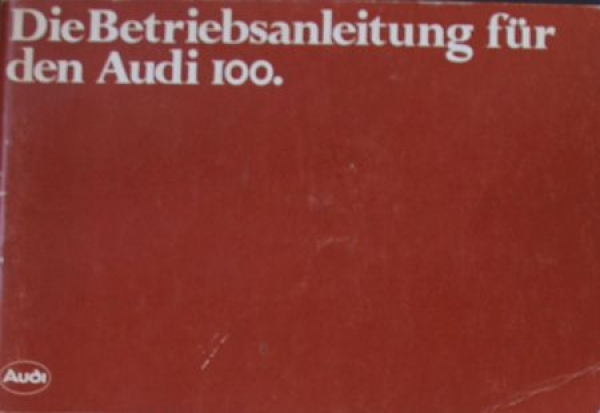 Die Betriebsanleitung für
den Audi 100.
Audi